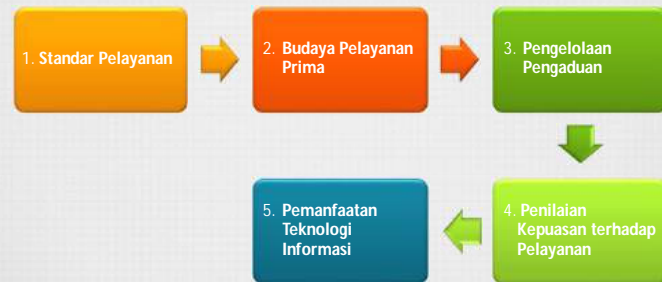 1. Standar Pelayanan
2. Budaya Pelayanan
Prima
3. Pengelolaan
Pengaduan
4. Penilaian
Kepuasan terhadap
Pelayanan
5. Pemanfaatan
Teknologi
Informasi